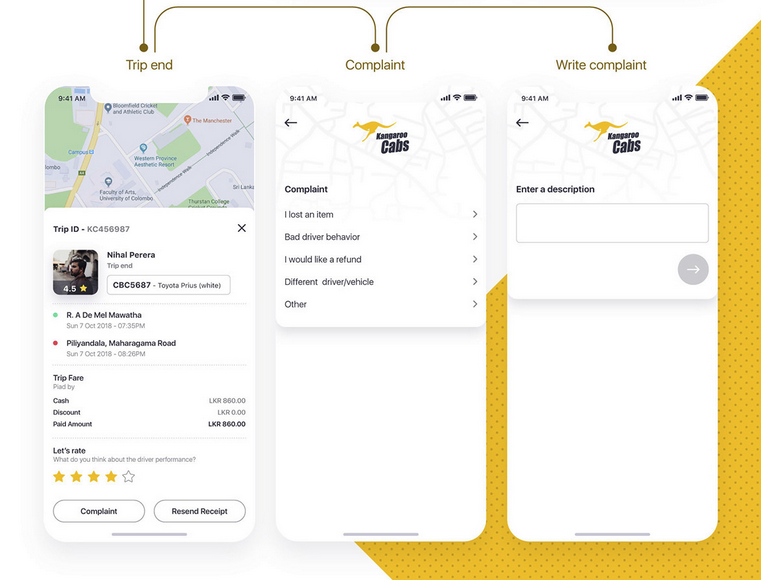 Trip end
Complaint
Write complaint
9:41 AM
Bloomfield Cricket
and Athletic Club
The Manchester
Campus
Western Province
Aesthetic Resort
Independence Walk
Independence
olombo
A4
Faculty of Arts,
University of Colombo
Sri Lanka
Thurstan College
Trip ID - KC456987
Nihal Perera
Trip end
4.5
CBC5687 - Toyota Prius (white)
R. A De Mel Mawatha
Sun 7 Oct 2018 - 07:35PM
Piliyandala, Maharagama Road
Sun 7 Oct 2018 - 08:26PM
Trip Fare
Piad by
Cash LKR 860.00
Discount LKR 0.00
Paid Amount LKR 860.00
Let's rate
What do you think about the driver performance?
Complaint Resend Receipt
9:41 AM
Kangaroo
Cabs
Complaint
I lost an item
Bad driver behavior
I would like a refund
Different driver/vehicle
Other
9:41 AM
Kangaroo
Cabs
Enter a description